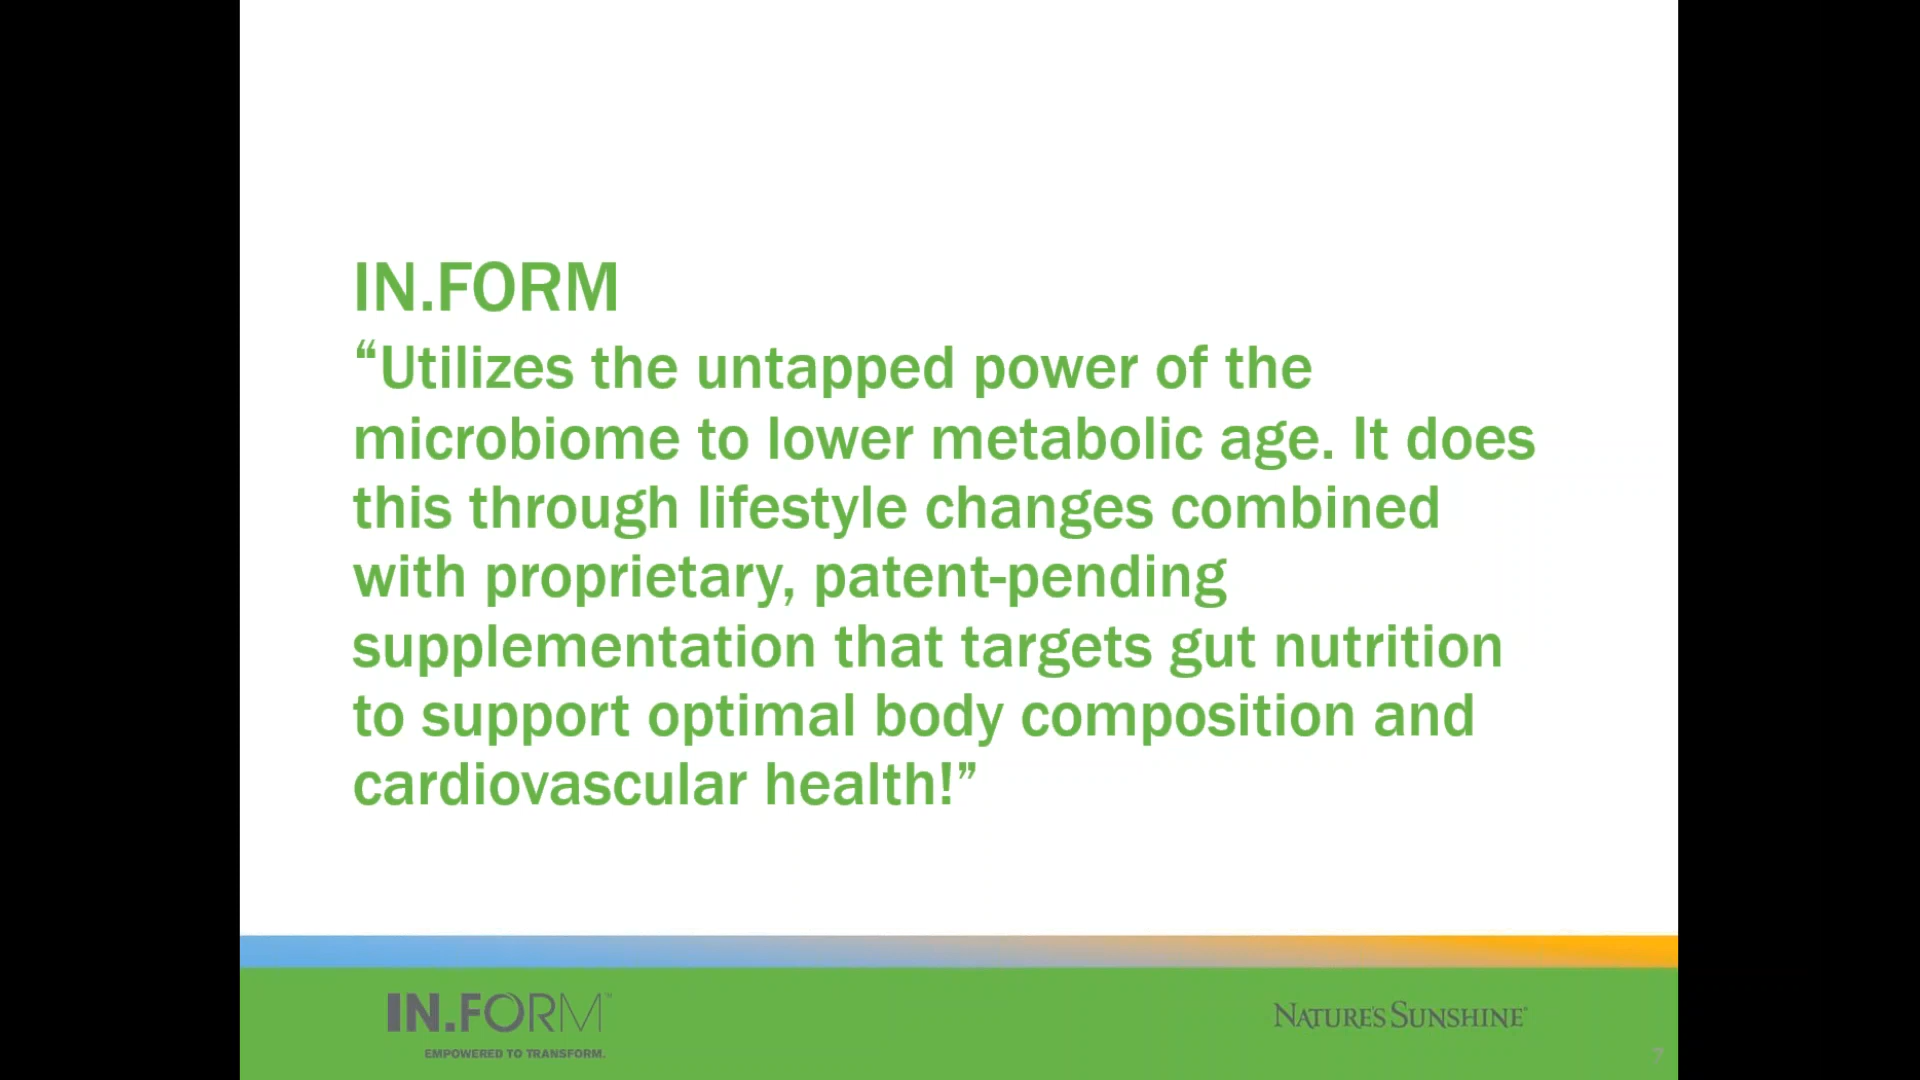 IN.FORM
“Utilizes the untapped power of the
microbiome to lower metabolic age. It does
this through lifestyle changes combined
with proprietary, patent-pending
supplementation that targets gut nutrition
to support optimal body composition and
cardiovascular health!”
IN.FORM™
NATURE'S SUNSHINE®
EMPOWERED TO TRANSFORM.
7